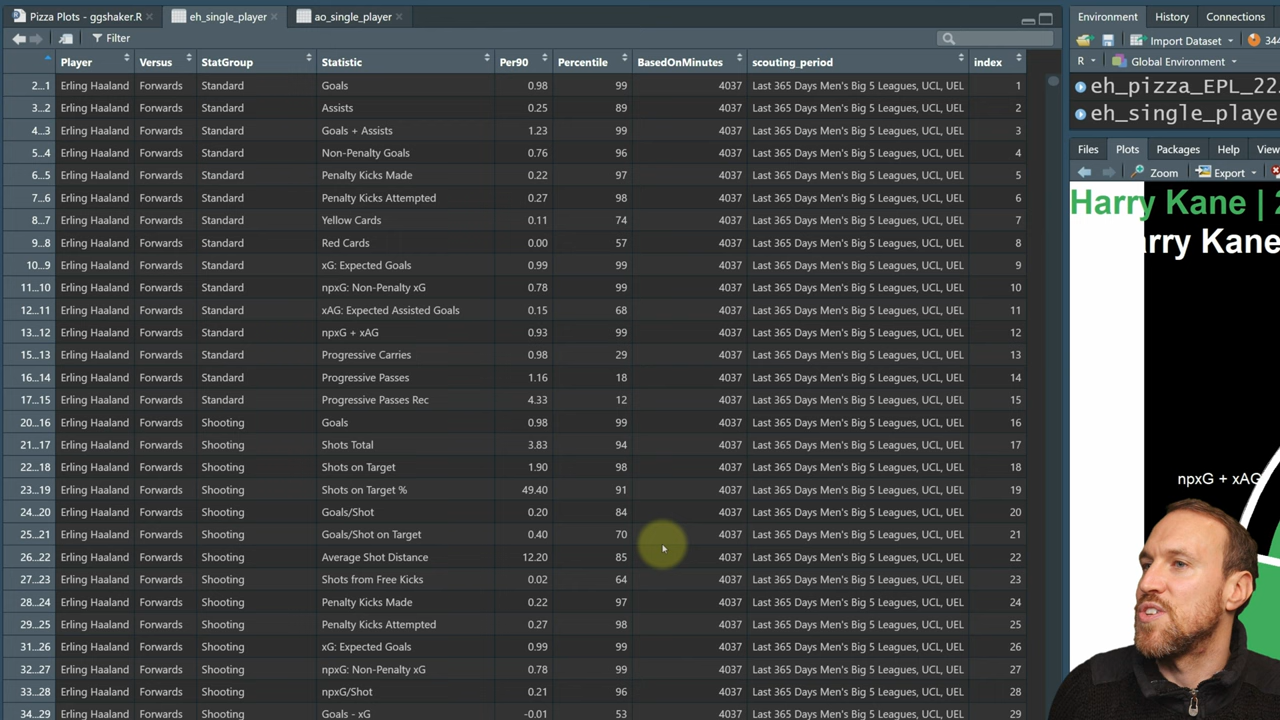 Pizza Plots - ggshaker.R × eh_single_player × ao_single_player ×
Filter
Player Versus StatGroup Statistic Per90 Percentile BasedOnMinutes scouting_period index
2...1 Erling Haaland Forwards Standard Goals 0.98 99 4037 Last 365 Days Men's Big 5 Leagues, UCL, UEL 1
3...2 Erling Haaland Forwards Standard Assists 0.25 89 4037 Last 365 Days Men's Big 5 Leagues, UCL, UEL 2
4...3 Erling Haaland Forwards Standard Goals + Assists 1.23 99 4037 Last 365 Days Men's Big 5 Leagues, UCL, UEL 3
5...4 Erling Haaland Forwards Standard Non-Penalty Goals 0.76 96 4037 Last 365 Days Men's Big 5 Leagues, UCL, UEL 4
6...5 Erling Haaland Forwards Standard Penalty Kicks Made 0.22 97 4037 Last 365 Days Men's Big 5 Leagues, UCL, UEL 5
7...6 Erling Haaland Forwards Standard Penalty Kicks Attempted 0.27 98 4037 Last 365 Days Men's Big 5 Leagues, UCL, UEL 6
8...7 Erling Haaland Forwards Standard Yellow Cards 0.11 74 4037 Last 365 Days Men's Big 5 Leagues, UCL, UEL 7
9...8 Erling Haaland Forwards Standard Red Cards 0.00 57 4037 Last 365 Days Men's Big 5 Leagues, UCL, UEL 8
10...9 Erling Haaland Forwards Standard xG: Expected Goals 0.99 99 4037 Last 365 Days Men's Big 5 Leagues, UCL, UEL 9
11...10 Erling Haaland Forwards Standard npxG: Non-Penalty xG 0.78 99 4037 Last 365 Days Men's Big 5 Leagues, UCL, UEL 10
12...11 Erling Haaland Forwards Standard xAG: Expected Assisted Goals 0.15 68 4037 Last 365 Days Men's Big 5 Leagues, UCL, UEL 11
13...12 Erling Haaland Forwards Standard npxG + xAG 0.93 99 4037 Last 365 Days Men's Big 5 Leagues, UCL, UEL 12
15...13 Erling Haaland Forwards Standard Progressive Carries 0.98 29 4037 Last 365 Days Men's Big 5 Leagues, UCL, UEL 13
16...14 Erling Haaland Forwards Standard Progressive Passes 1.16 18 4037 Last 365 Days Men's Big 5 Leagues, UCL, UEL 14
17...15 Erling Haaland Forwards Standard Progressive Passes Rec 4.33 12 4037 Last 365 Days Men's Big 5 Leagues, UCL, UEL 15
20...16 Erling Haaland Forwards Shooting Goals 0.98 99 4037 Last 365 Days Men's Big 5 Leagues, UCL, UEL 16
21...17 Erling Haaland Forwards Shooting Shots Total 3.83 94 4037 Last 365 Days Men's Big 5 Leagues, UCL, UEL 17
22...18 Erling Haaland Forwards Shooting Shots on Target 1.90 98 4037 Last 365 Days Men's Big 5 Leagues, UCL, UEL 18
23...19 Erling Haaland Forwards Shooting Shots on Target % 49.40 91 4037 Last 365 Days Men's Big 5 Leagues, UCL, UEL 19
24...20 Erling Haaland Forwards Shooting Goals/Shot 0.20 84 4037 Last 365 Days Men's Big 5 Leagues, UCL, UEL 20
25...21 Erling Haaland Forwards Shooting Goals/Shot on Target 0.40 70 4037 Last 365 Days Men's Big 5 Leagues, UCL, UEL 21
26...22 Erling Haaland Forwards Shooting Average Shot Distance 12.20 85 4037 Last 365 Days Men's Big 5 Leagues, UCL, UEL 22
27...23 Erling Haaland Forwards Shooting Shots from Free Kicks 0.02 64 4037 Last 365 Days Men's Big 5 Leagues, UCL, UEL 23
28...24 Erling Haaland Forwards Shooting Penalty Kicks Made 0.22 97 4037 Last 365 Days Men's Big 5 Leagues, UCL, UEL 24
29...25 Erling Haaland Forwards Shooting Penalty Kicks Attempted 0.27 98 4037 Last 365 Days Men's Big 5 Leagues, UCL, UEL 25
31...26 Erling Haaland Forwards Shooting xG: Expected Goals 0.99 99 4037 Last 365 Days Men's Big 5 Leagues, UCL, UEL 26
32...27 Erling Haaland Forwards Shooting npxG: Non-Penalty xG 0.78 99 4037 Last 365 Days Men's Big 5 Leagues, UCL, UEL 27
33...28 Erling Haaland Forwards Shooting npxG/Shot 0.21 96 4037 Last 365 Days Men's Big 5 Leagues, UCL, UEL 28
34...29 Erling Haaland Forwards Shooting Goals - xG -0.01 53 4037 Last 365 Days Men's Big 5 Leagues, UCL, UEL 29
Environment History Connections
Import Dataset 344
R Global Environment
eh_pizza_EPL_22
eh_single_playe
Files Plots Packages Help View
Zoom Export
Harry Kane | 2
arry Kane
npxG + xAG